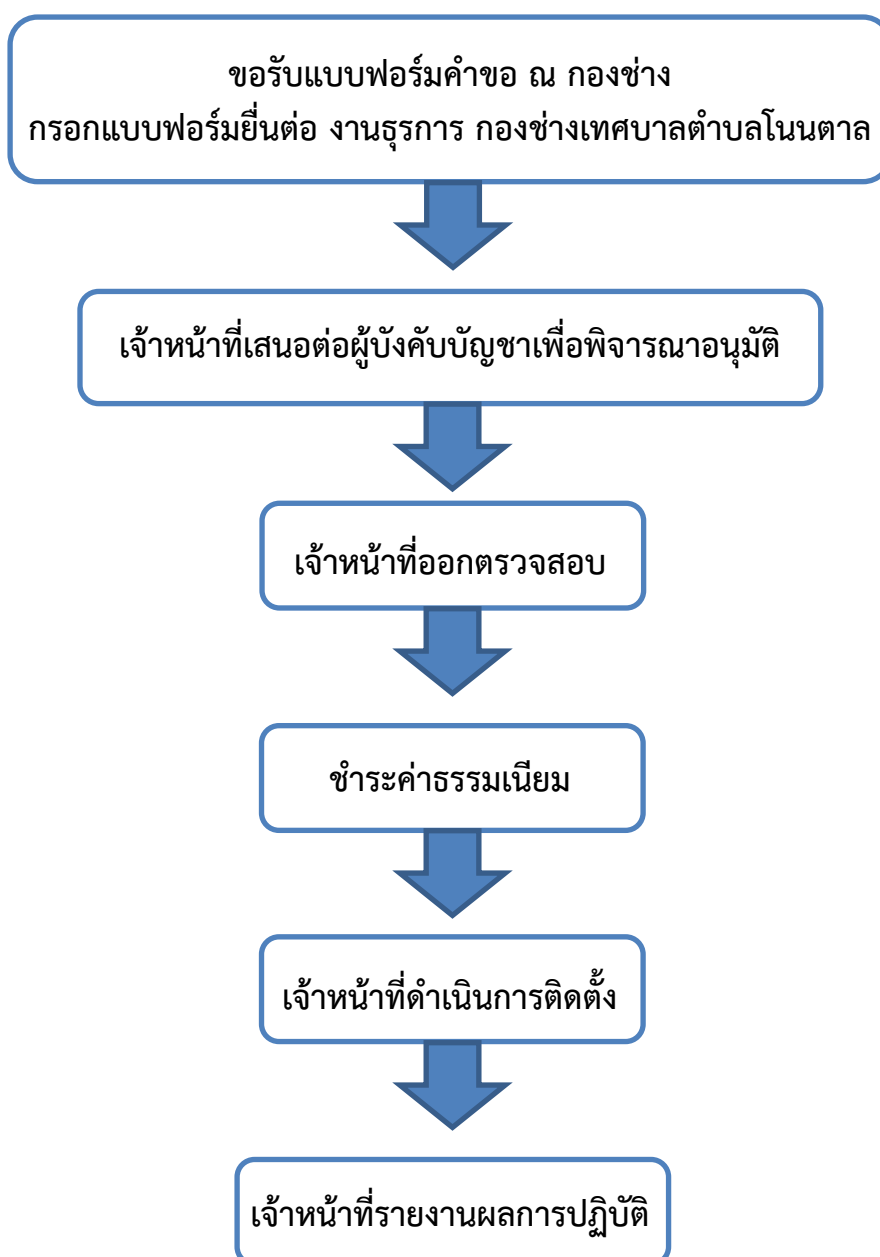 ขอรับแบบฟอร์มคำขอ ณ กองช่าง
กรอกแบบฟอร์มยื่นต่อ งานธุรการ กองช่างเทศบาลตำบลโนนตาล
เจ้าหน้าที่เสนอต่อผู้บังคับบัญชาเพื่อพิจารณาอนุมัติ
เจ้าหน้าที่ออกตรวจสอบ
ชำระค่าธรรมเนียม
เจ้าหน้าที่ดำเนินการติดตั้ง
เจ้าหน้าที่รายงานผลการปฏิบัติ